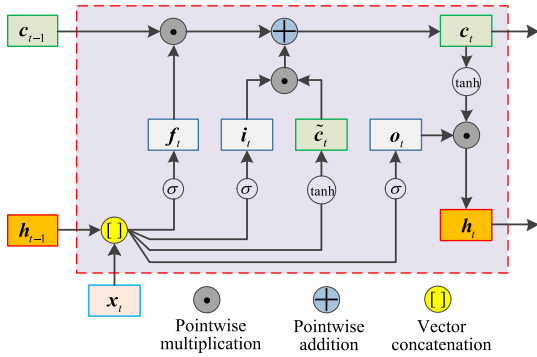 c_{t-1}
c_t
tanh
f_t
i_t
c̃_t
o_t
σ
σ
tanh
σ
h_{t-1}
[ ]
h_t
x_t
[ ]
Pointwise
multiplication
Pointwise
addition
Vector
concatenation